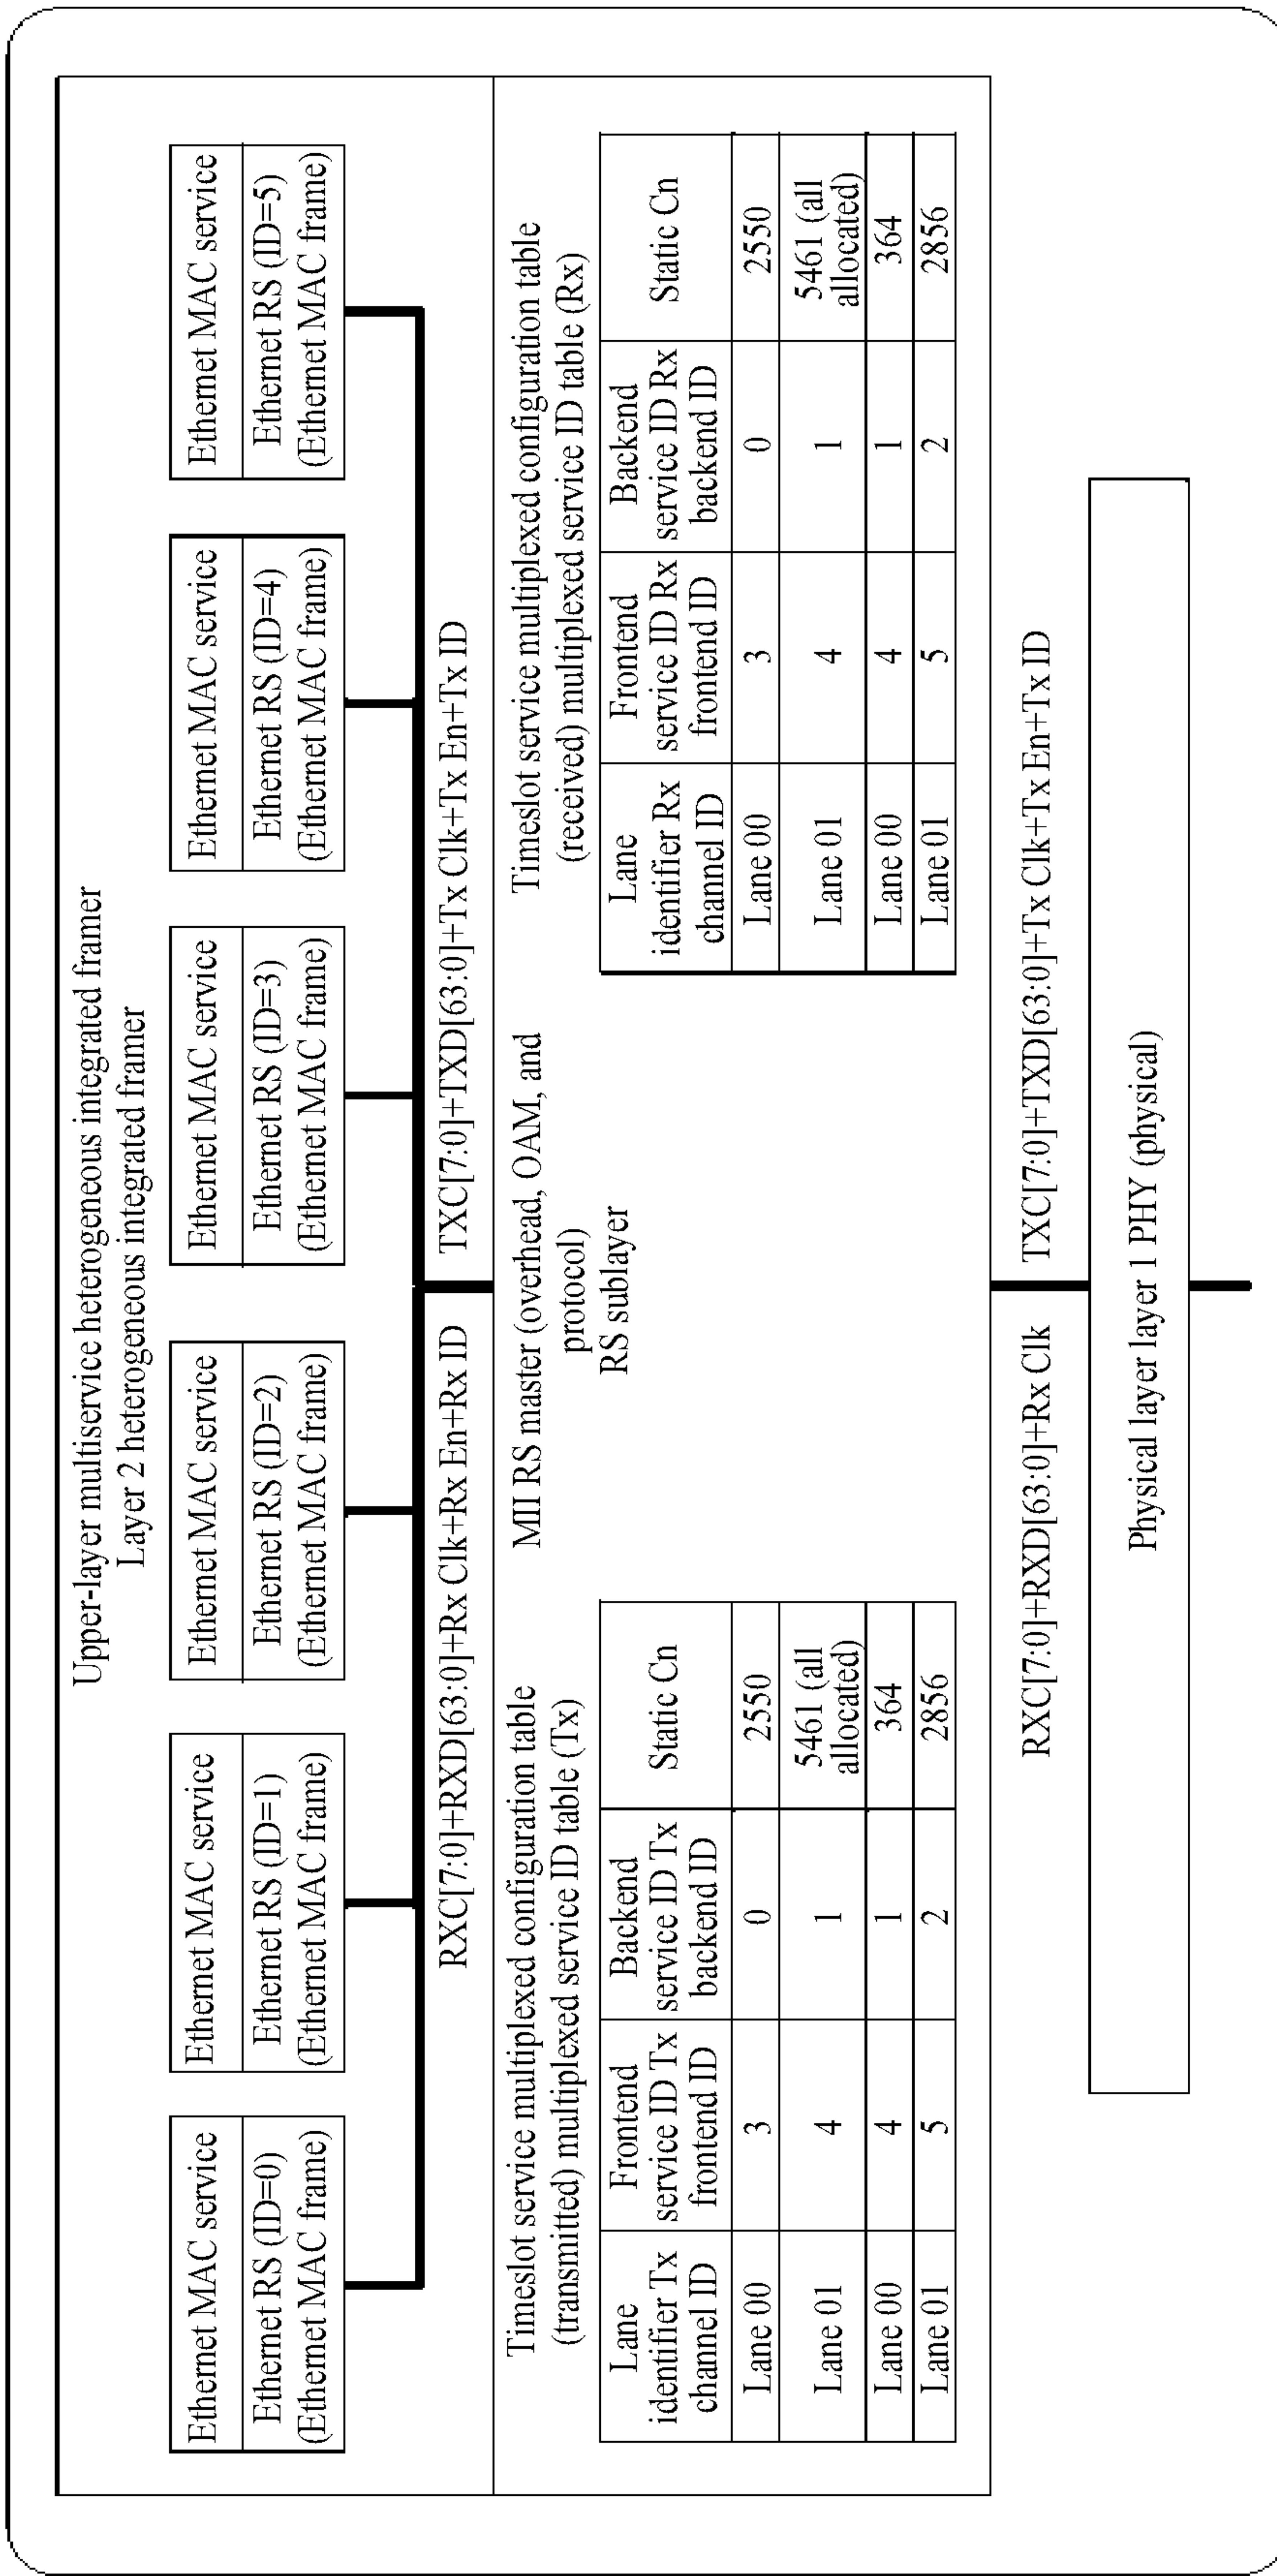 Upper-layer multiservice heterogeneous integrated framer
Layer 2 heterogeneous integrated framer
Ethernet MAC service
Ethernet RS (ID=0)
(Ethernet MAC frame)
Ethernet MAC service
Ethernet RS (ID=1)
(Ethernet MAC frame)
Ethernet MAC service
Ethernet RS (ID=2)
(Ethernet MAC frame)
Ethernet MAC service
Ethernet RS (ID=3)
(Ethernet MAC frame)
Ethernet MAC service
Ethernet RS (ID=4)
(Ethernet MAC frame)
Ethernet MAC service
Ethernet RS (ID=5)
(Ethernet MAC frame)
RXC[7:0]+RXD[63:0]+Rx Clk+Rx En+Rx ID
TXC[7:0]+TXD[63:0]+Tx Clk+Tx En+Tx ID
Timeslot service multiplexed configuration table
(transmitted) multiplexed service ID table (Tx)
Lane
identifier Tx
channel ID
Frontend
service ID Tx
frontend ID
Backend
service ID Tx
backend ID
Static Cn
Lane 00
3
0
2550
Lane 01
4
1
5461 (all
allocated)
Lane 00
4
1
364
Lane 01
5
2
2856
MII RS master (overhead, OAM, and
protocol)
RS sublayer
Timeslot service multiplexed configuration table
(received) multiplexed service ID table (Rx)
Lane
identifier Rx
channel ID
Frontend
service ID Rx
frontend ID
Backend
service ID Rx
backend ID
Static Cn
Lane 00
3
0
2550
Lane 01
4
1
5461 (all
allocated)
Lane 00
4
1
364
Lane 01
5
2
2856
RXC[7:0]+RXD[63:0]+Rx Clk
TXC[7:0]+TXD[63:0]+Tx Clk+Tx En+Tx ID
Physical layer layer 1 PHY (physical)